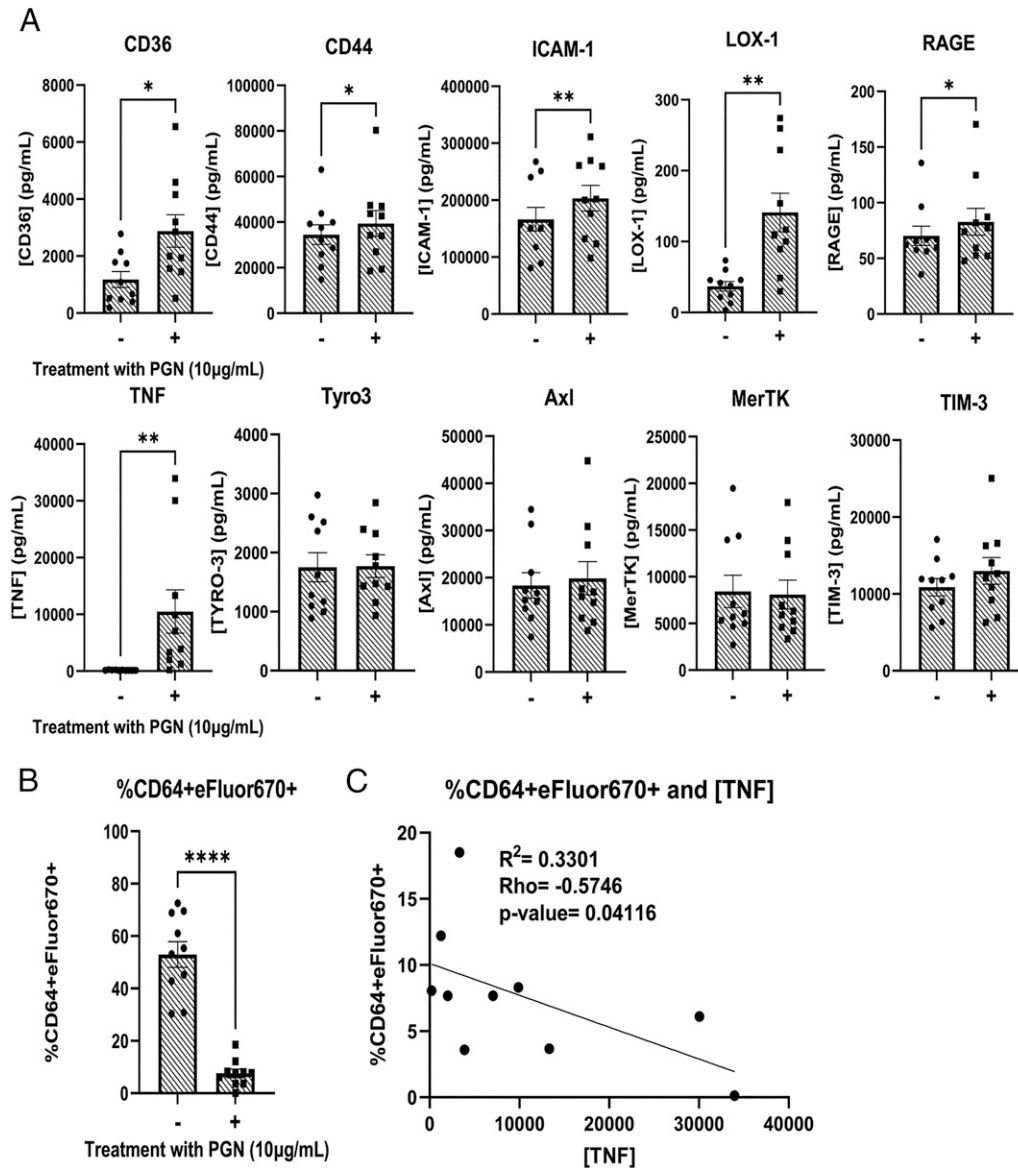 A
CD36
CD44
ICAM-1
LOX-1
RAGE
[CD36] (pg/mL)
8000
6000
4000
2000
0
*
- +
[CD44] (pg/mL)
100000
80000
60000
40000
20000
0
*
- +
[ICAM-1] (pg/mL)
400000
300000
200000
100000
0
**
- +
[LOX-1] (pg/mL)
300
200
100
0
**
- +
[RAGE] (pg/mL)
200
150
100
50
0
*
- +
Treatment with PGN (10µg/mL)
TNF
Tyro3
Axl
MerTK
TIM-3
[TNF] (pg/mL)
40000
30000
20000
10000
0
**
- +
[TYRO-3] (pg/mL)
4000
3000
2000
1000
0
- +
[Axl] (pg/mL)
50000
40000
30000
20000
10000
0
- +
[MerTK] (pg/mL)
25000
20000
15000
10000
5000
0
- +
[TIM-3] (pg/mL)
30000
20000
10000
0
- +
Treatment with PGN (10µg/mL)
B
%CD64+eFluor670+
%CD64+eFluor670+
100
80
60
40
20
0
****
- +
Treatment with PGN (10µg/mL)
C
%CD64+eFluor670+ and [TNF]
%CD64+eFluor670+
20
15
10
5
0
R²= 0.3301
Rho= -0.5746
p-value= 0.04116
0 10000 20000 30000 40000
[TNF]